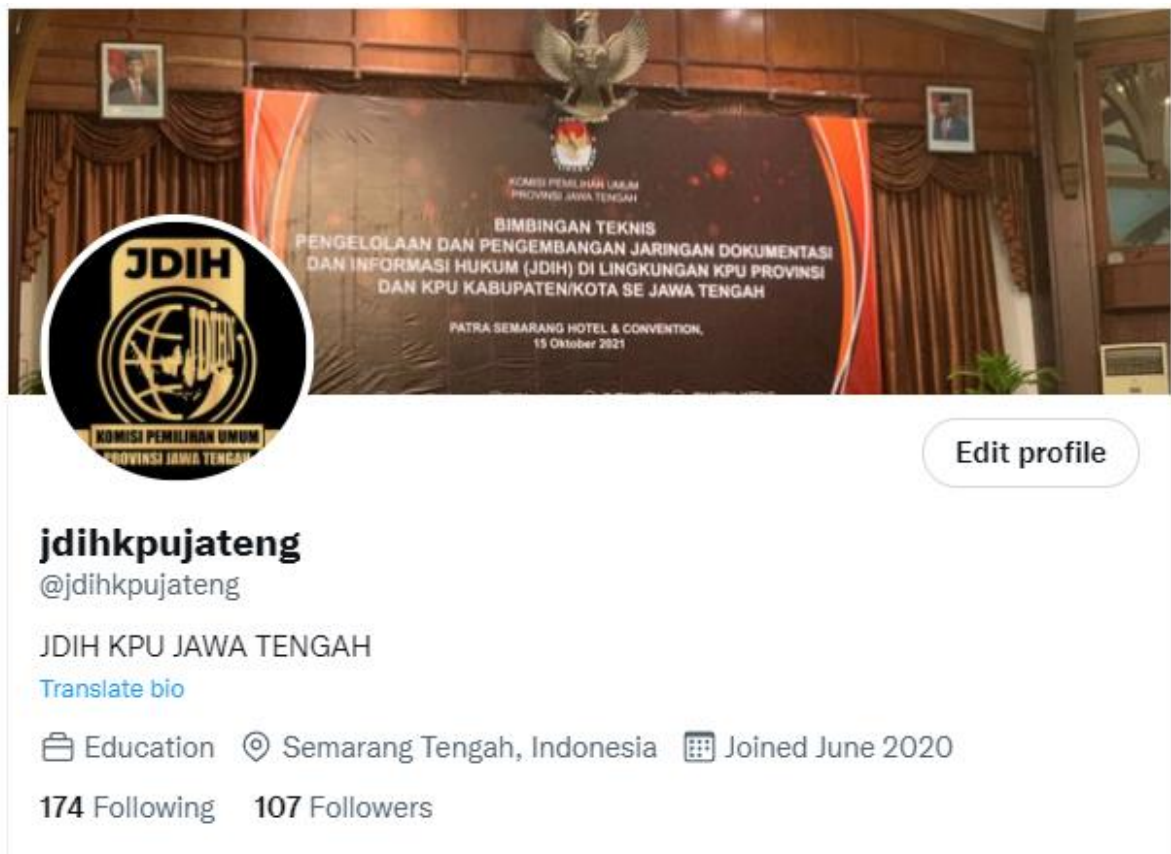 KOMISI PEMILIHAN UMUM
PROVINSI JAWA TENGAH
BIMBINGAN TEKNIS
PENGELOLAAN DAN PENGEMBANGAN JARINGAN DOKUMENTASI
DAN INFORMASI HUKUM (JDIH) DI LINGKUNGAN KPU PROVINSI
DAN KPU KABUPATEN/KOTA SE JAWA TENGAH
PATRA SEMARANG HOTEL & CONVENTION,
15 Oktober 2021
JDIH
JDIHN
KOMISI PEMILIHAN UMUM
PROVINSI JAWA TENGAH
Edit profile
jdihkpujateng
@jdihkpujateng
JDIH KPU JAWA TENGAH
Translate bio
Education Semarang Tengah, Indonesia Joined June 2020
174 Following 107 Followers